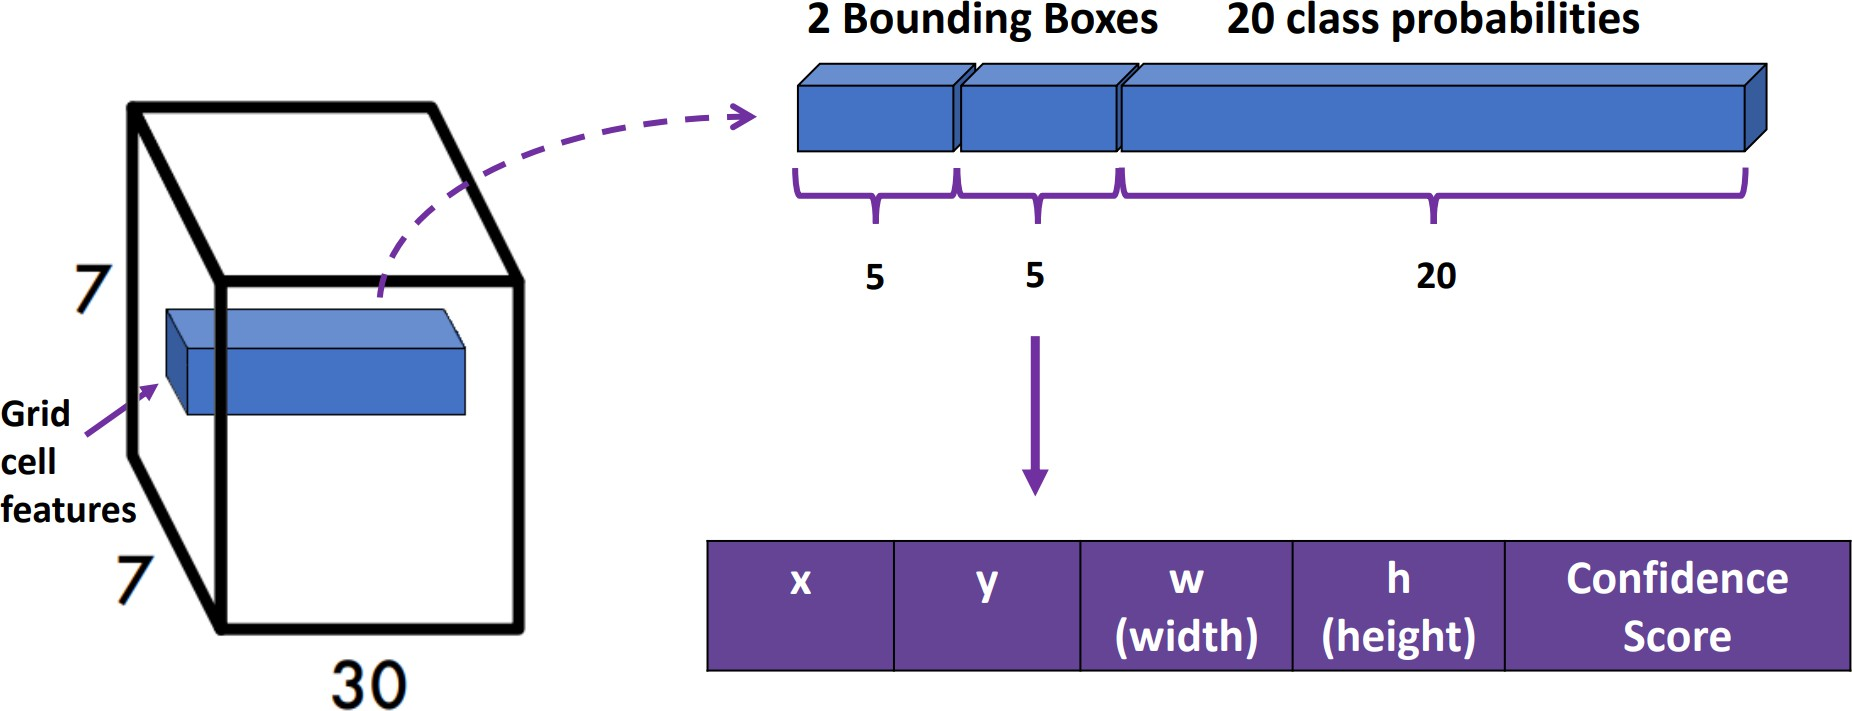 2 Bounding Boxes
20 class probabilities
5
5
20
7
Grid
cell
features
7
30
x
y
w
(width)
h
(height)
Confidence
Score